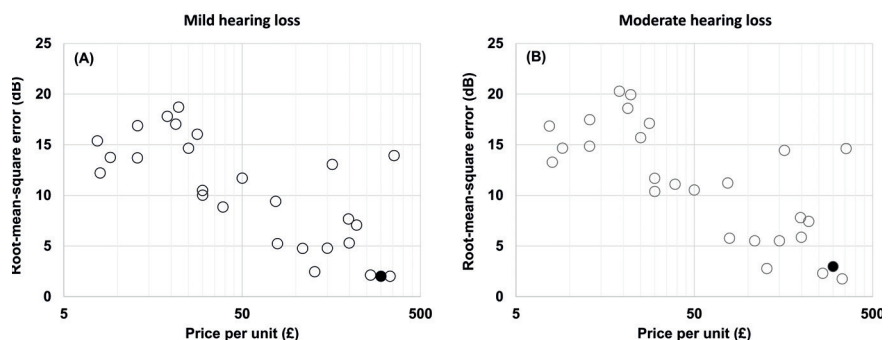 Mild hearing loss
Moderate hearing loss
(A)
Root-mean-square error (dB)
25
20
15
10
5
0
5
50
500
Price per unit (£)
(B)
Root-mean-square error (dB)
25
20
15
10
5
0
5
50
500
Price per unit (£)